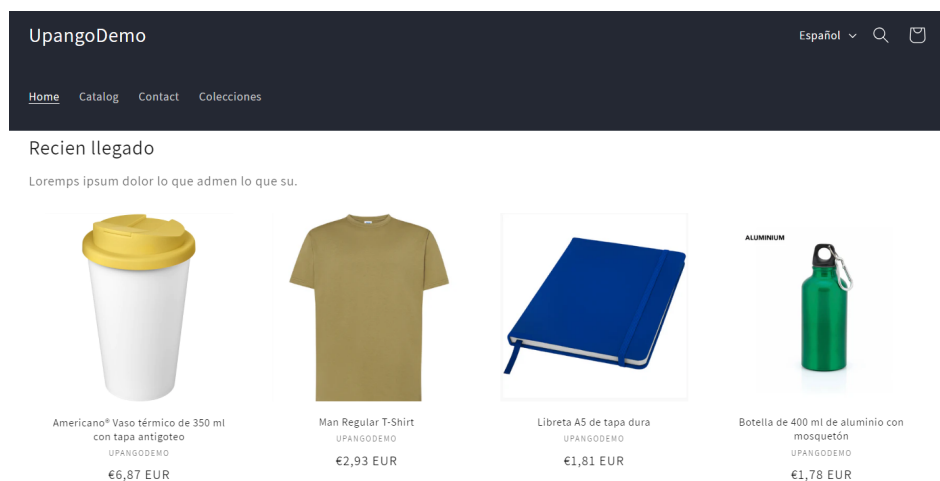 UpangoDemo
Español
Home Catalog Contact Colecciones
Recien llegado
Loremps ipsum dolor lo que admen lo que su.
ALUMINIUM
Americano® Vaso térmico de 350 ml
con tapa antigoteo
UPANGODEMO
€6,87 EUR
Man Regular T-Shirt
UPANGODEMO
€2,93 EUR
Libreta A5 de tapa dura
UPANGODEMO
€1,81 EUR
Botella de 400 ml de aluminio con
mosquetón
UPANGODEMO
€1,78 EUR